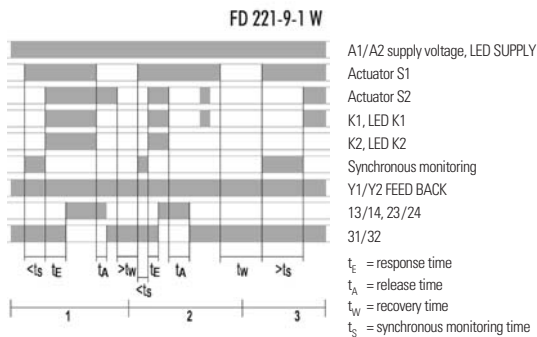 FD 221-9-1 W
A1/A2 supply voltage, LED SUPPLY
Actuator S1
Actuator S2
K1, LED K1
K2, LED K2
Synchronous monitoring
Y1/Y2 FEED BACK
13/14, 23/24
31/32
<tS tE tA >tW tE tA tW >tS
<tS
tE = response time
tA = release time
tW = recovery time
tS = synchronous monitoring time
1 2 3